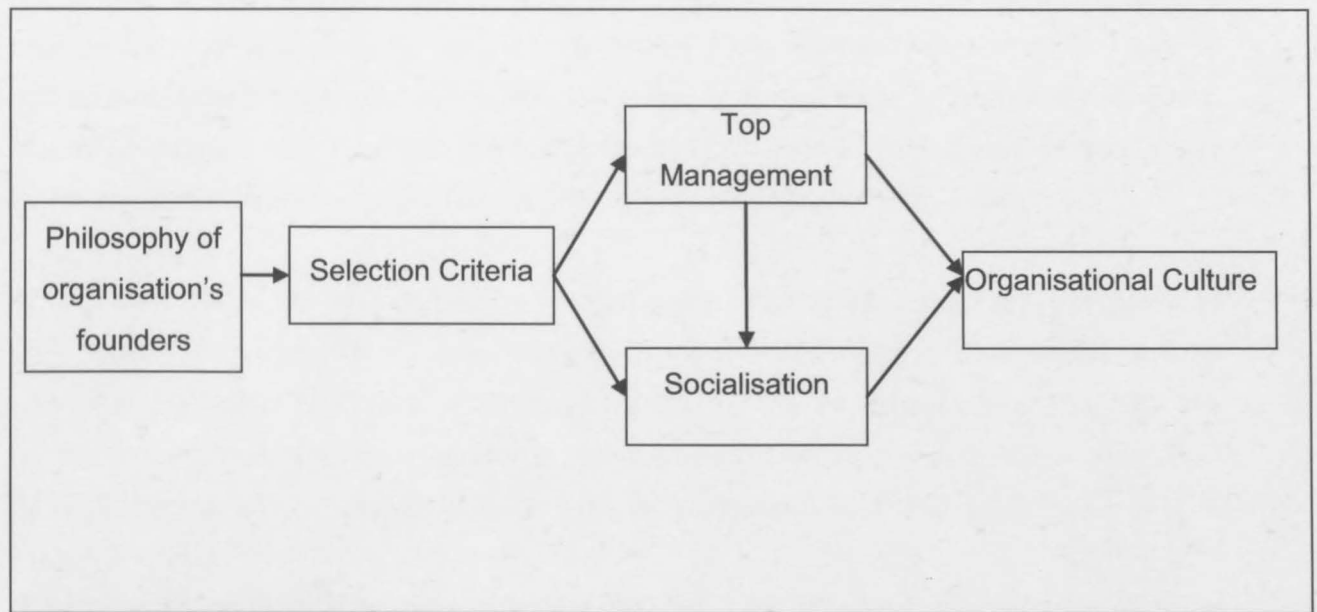 Philosophy of
organisation's
founders
Selection Criteria
Top
Management
Socialisation
Organisational Culture